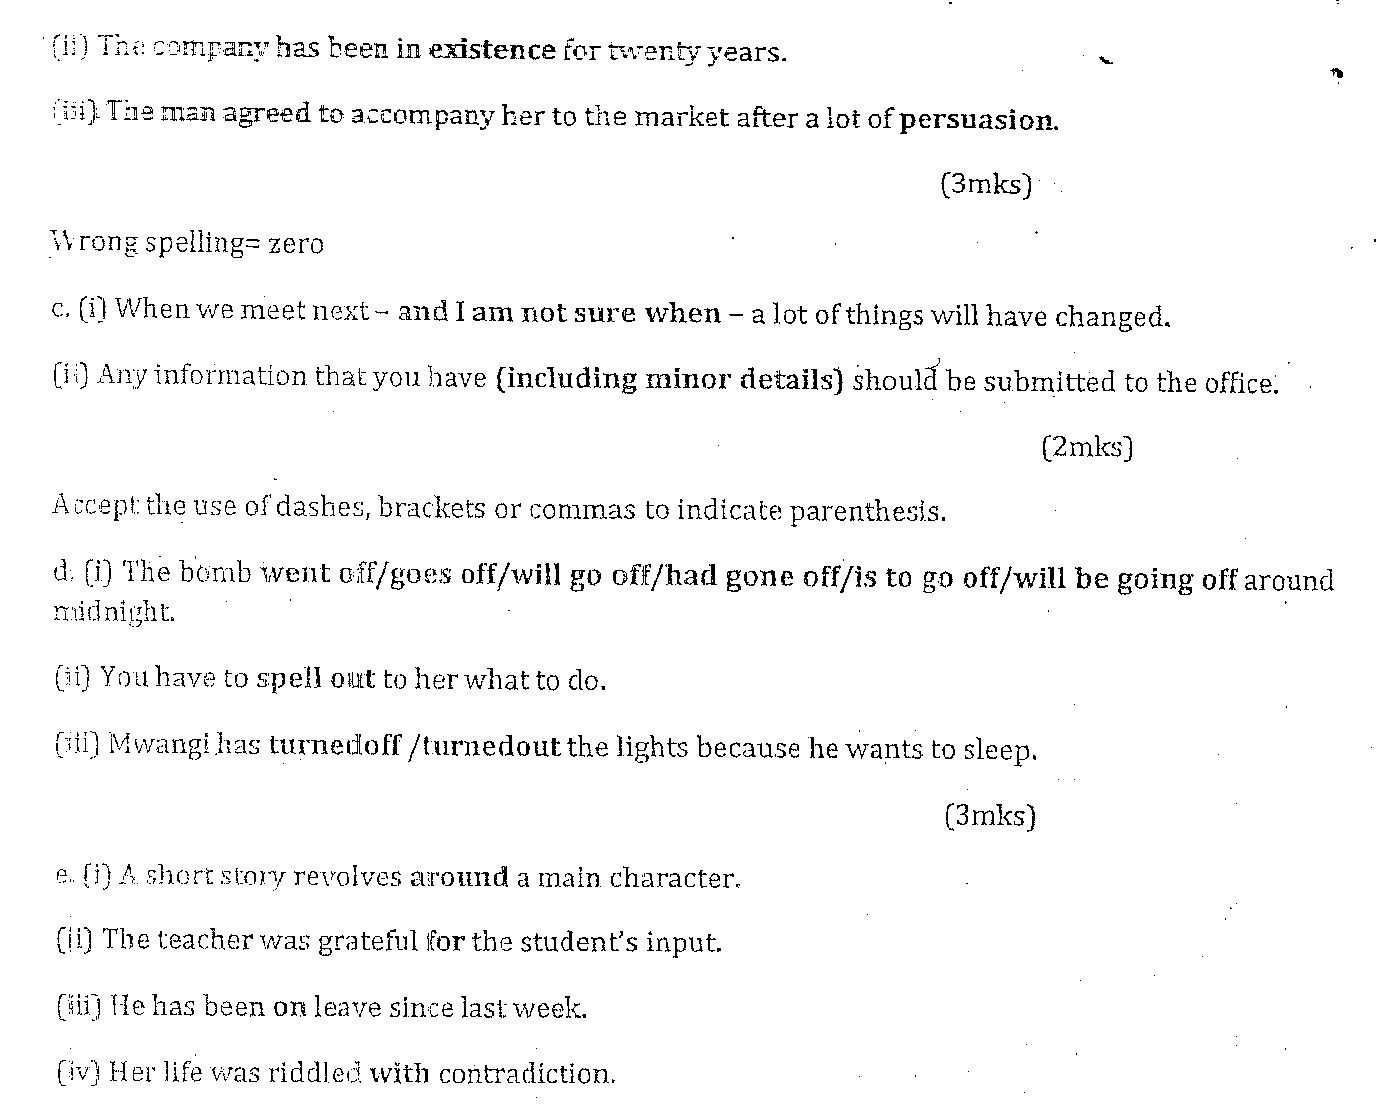 (ii) The company has been in existence for twenty years.
(iii) The man agreed to accompany her to the market after a lot of persuasion.
(3mks)
Wrong spelling= zero
c. (i) When we meet next – and I am not sure when – a lot of things will have changed.
(ii) Any information that you have (including minor details) should be submitted to the office.
(2mks)
Accept the use of dashes, brackets or commas to indicate parenthesis.
d. (i) The bomb went off/goes off/will go off/had gone off/is to go off/will be going off around
midnight.
(ii) You have to spell out to her what to do.
(iii) Mwangi has turnedoff /turnedout the lights because he wants to sleep.
(3mks)
e. (i) A short story revolves around a main character.
(ii) The teacher was grateful for the student's input.
(iii) He has been on leave since last week.
(iv) Her life was riddled with contradiction.